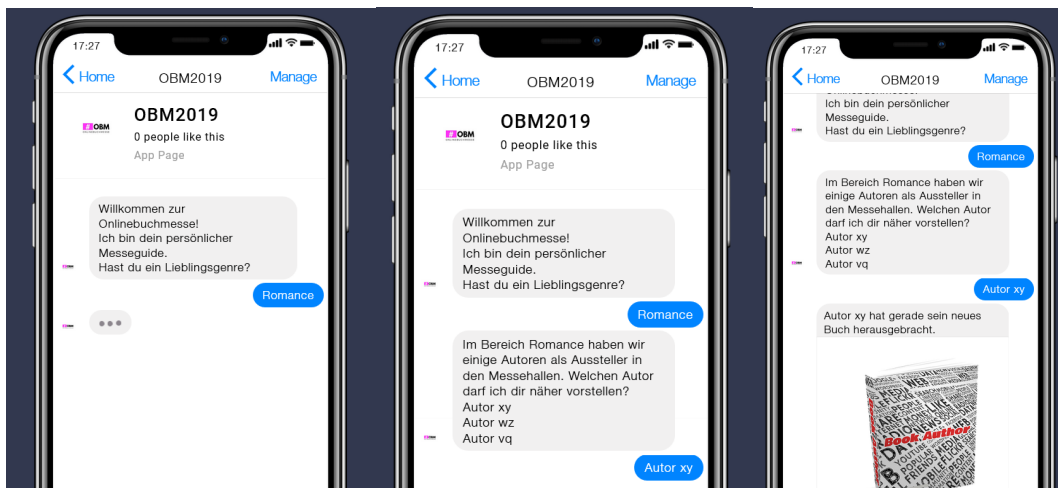 17:27
Home
OBM2019
Manage
OBM
OBM2019
0 people like this
App Page
Willkommen zur
Onlinebuchmesse!
Ich bin dein persönlicher
Messeguide.
Hast du ein Lieblingsgenre?
Romance
17:27
Home
OBM2019
Manage
OBM
OBM2019
0 people like this
App Page
Willkommen zur
Onlinebuchmesse!
Ich bin dein persönlicher
Messeguide.
Hast du ein Lieblingsgenre?
Romance
Im Bereich Romance haben wir
einige Autoren als Aussteller in
den Messehallen. Welchen Autor
darf ich dir näher vorstellen?
Autor xy
Autor wz
Autor vq
Autor xy
17:27
Home
OBM2019
Manage
Ich bin dein persönlicher
Messeguide.
Hast du ein Lieblingsgenre?
Romance
Im Bereich Romance haben wir
einige Autoren als Aussteller in
den Messehallen. Welchen Autor
darf ich dir näher vorstellen?
Autor xy
Autor wz
Autor vq
Autor xy
Autor xy hat gerade sein neues
Buch herausgebracht.
Book Author